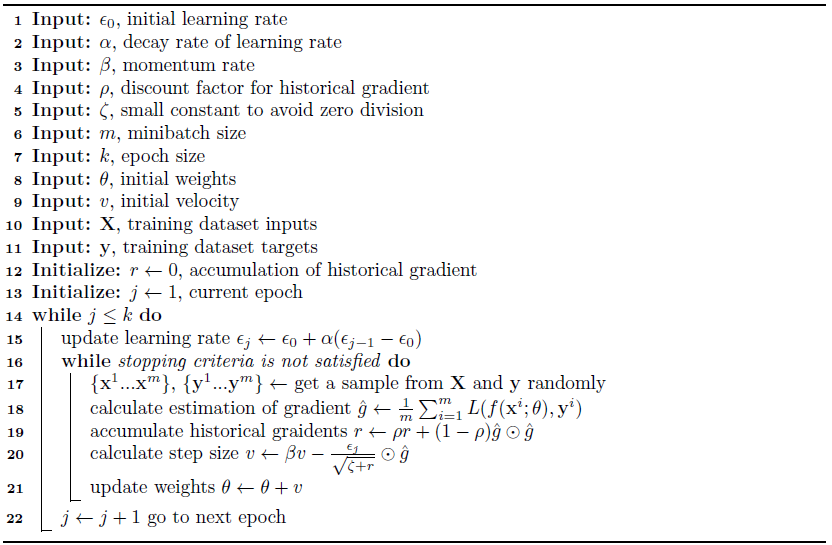 1 Input: ϵ₀, initial learning rate
2 Input: α, decay rate of learning rate
3 Input: β, momentum rate
4 Input: ρ, discount factor for historical gradient
5 Input: ζ, small constant to avoid zero division
6 Input: m, minibatch size
7 Input: k, epoch size
8 Input: θ, initial weights
9 Input: v, initial velocity
10 Input: X, training dataset inputs
11 Input: y, training dataset targets
12 Initialize: r ← 0, accumulation of historical gradient
13 Initialize: j ← 1, current epoch
14 while j ≤ k do
15 update learning rate ϵⱼ ← ϵ₀ + α(ϵⱼ₋₁ − ϵ₀)
16 while stopping criteria is not satisfied do
17 {x¹...xᵐ}, {y¹...yᵐ} ← get a sample from X and y randomly
18 calculate estimation of gradient ĝ ← 1/m ∑ᵢ₌₁ᵐ L(f(xⁱ; θ), yⁱ)
19 accumulate historical graidents r ← ρr + (1 − ρ)ĝ ⊙ ĝ
20 calculate step size v ← βv − ϵⱼ/√(ζ+r) ⊙ ĝ
21 update weights θ ← θ + v
22 j ← j + 1 go to next epoch